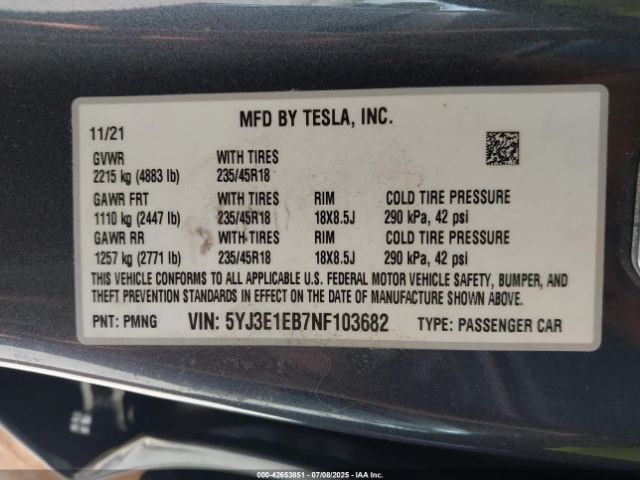 MFD BY TESLA, INC.
11/21
GVWR WITH TIRES
2215 kg (4883 lb) 235/45R18
GAWR FRT WITH TIRES RIM COLD TIRE PRESSURE
1110 kg (2447 lb) 235/45R18 18X8.5J 290 kPa, 42 psi
GAWR RR WITH TIRES RIM COLD TIRE PRESSURE
1257 kg (2771 lb) 235/45R18 18X8.5J 290 kPa, 42 psi
THIS VEHICLE CONFORMS TO ALL APPLICABLE U.S. FEDERAL MOTOR VEHICLE SAFETY, BUMPER, AND
THEFT PREVENTION STANDARDS IN EFFECT ON THE DATE OF MANUFACTURE SHOWN ABOVE.
PNT: PMNG VIN: 5YJ3E1EB7NF103682 TYPE: PASSENGER CAR
000-42653851 - 07/08/2025 - IAA, Inc.